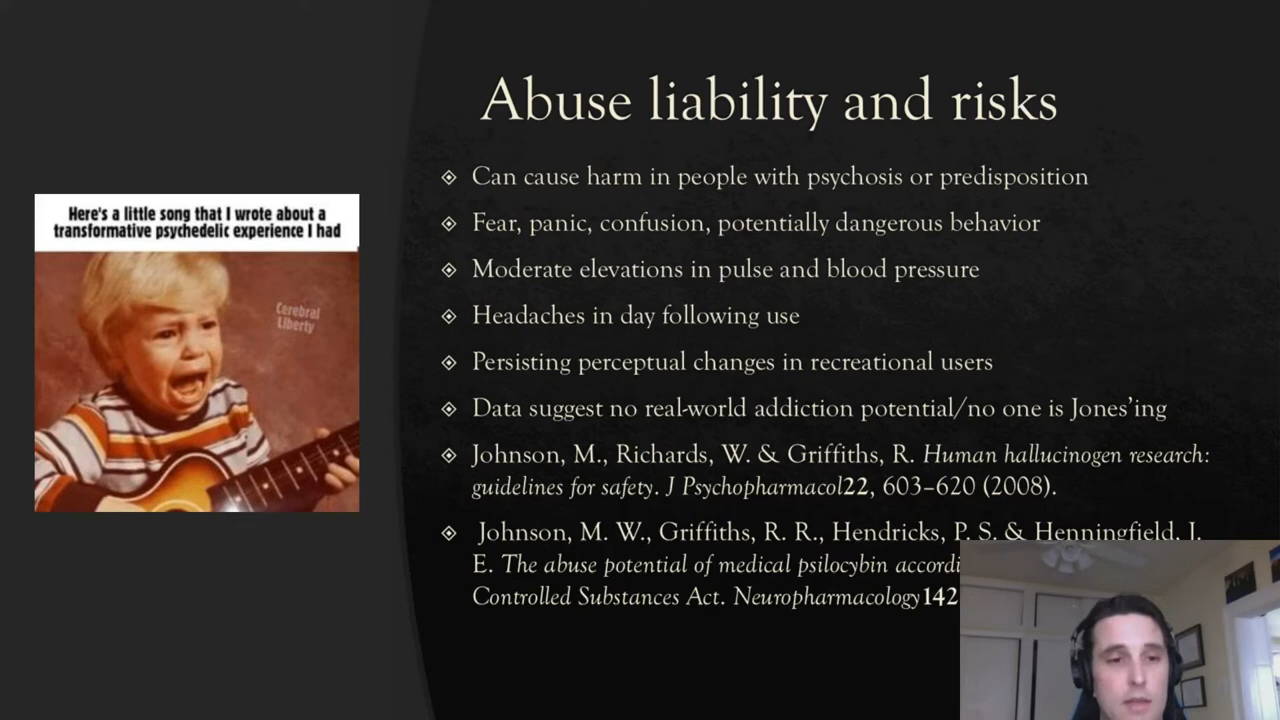 Abuse liability and risks
Here's a little song that I wrote about a
transformative psychedelic experience I had
Cerebral
Liberty
Can cause harm in people with psychosis or predisposition
Fear, panic, confusion, potentially dangerous behavior
Moderate elevations in pulse and blood pressure
Headaches in day following use
Persisting perceptual changes in recreational users
Data suggest no real-world addiction potential/no one is Jones'ing
Johnson, M., Richards, W. & Griffiths, R. Human hallucinogen research:
guidelines for safety. J Psychopharmacol22, 603–620 (2008).
Johnson, M. W., Griffiths, R. R., Hendricks, P. S. & Henningfield, J.
E. The abuse potential of medical psilocybin
Controlled Substances Act. Neuropharmacology142